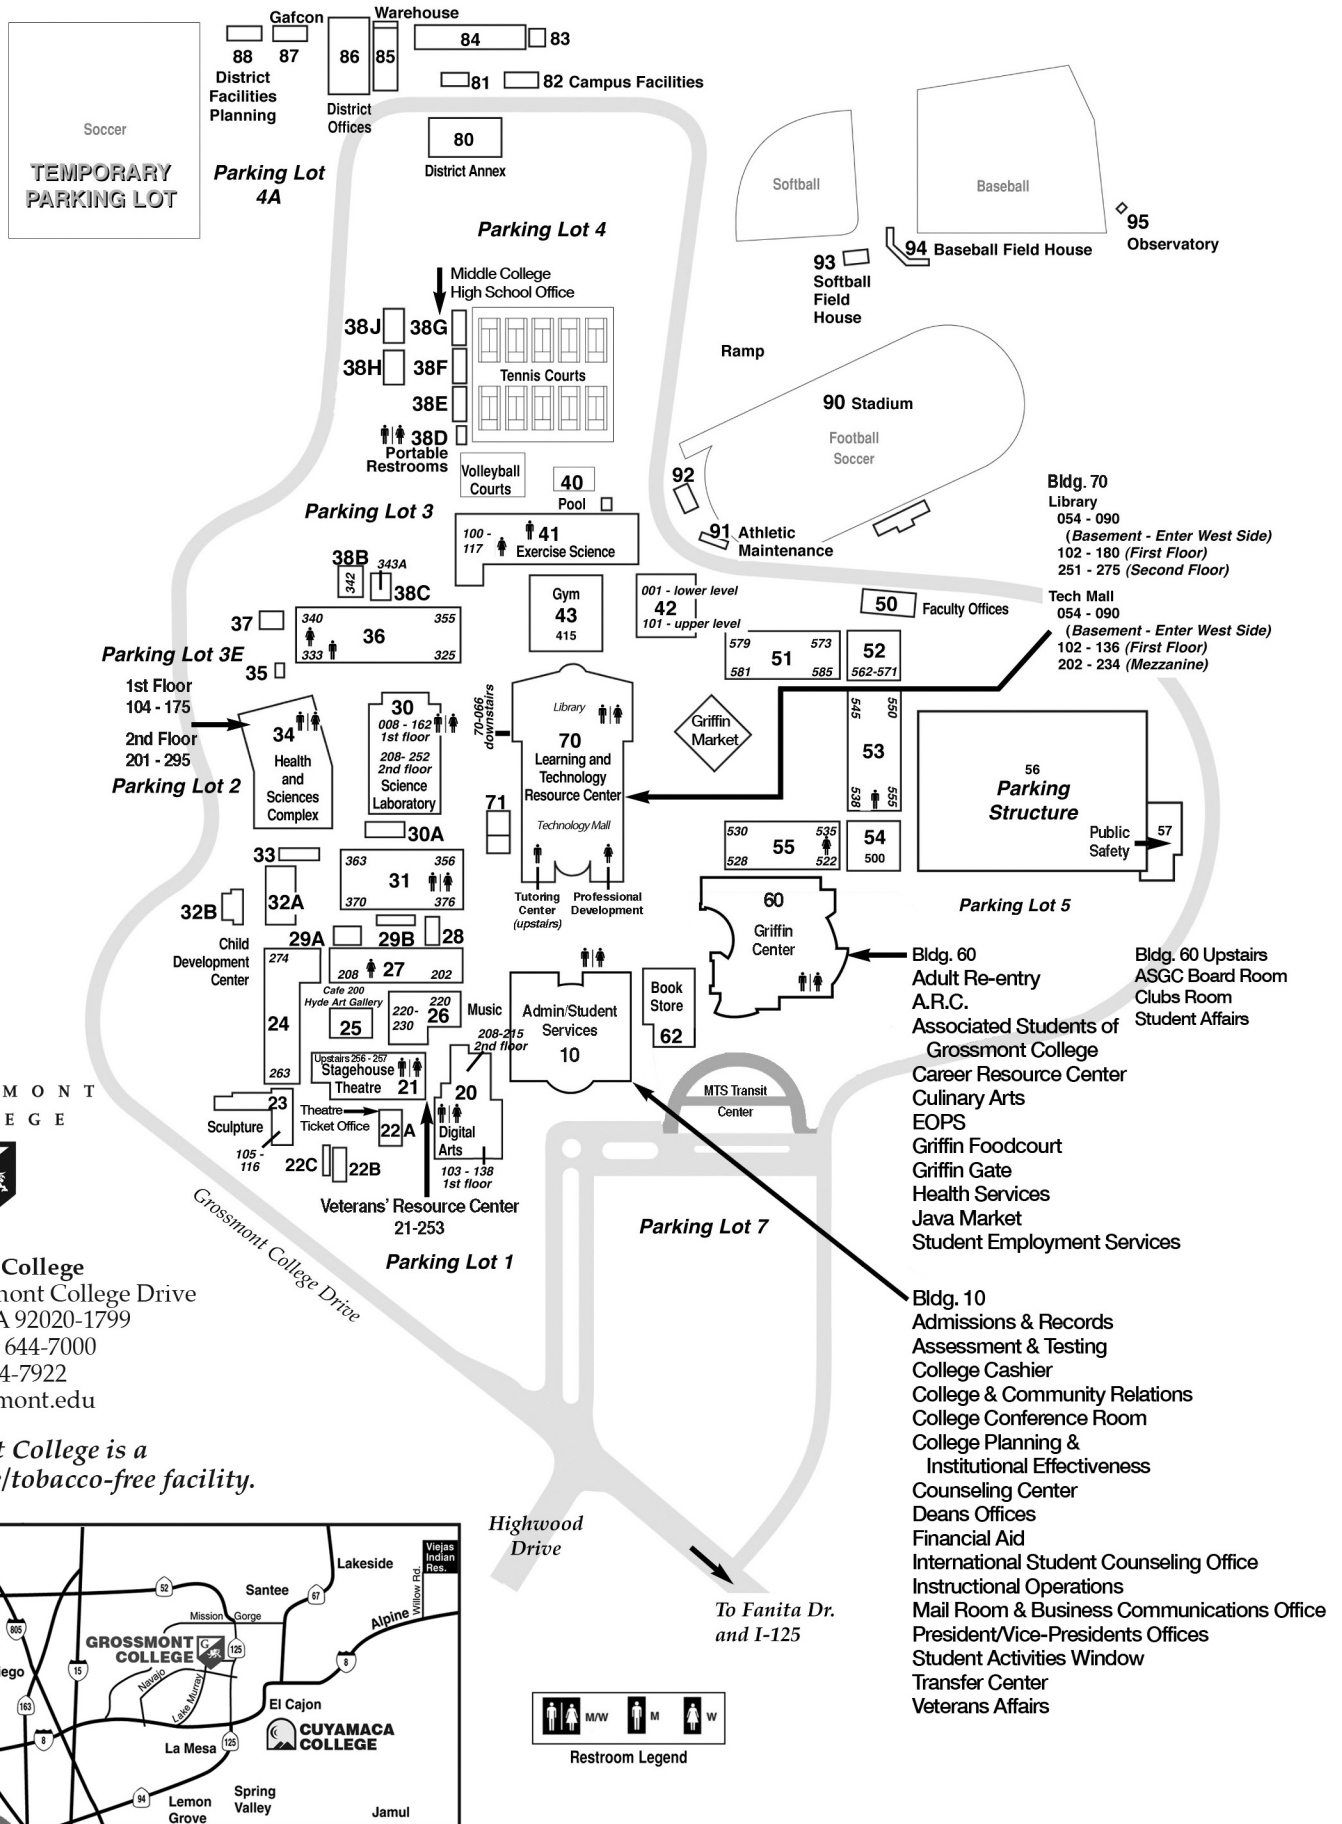 Gafcon
Warehouse
88
87
86
85
84
83
District
Facilities
Planning
District
Offices
81
82 Campus Facilities
80
District Annex
Soccer
TEMPORARY
PARKING LOT
Parking Lot
4A
Parking Lot 4
Softball
Baseball
95
Observatory
94 Baseball Field House
93
Softball
Field
House
Middle College
High School Office
38J
38G
38H
38F
38E
38D
Portable
Restrooms
Tennis Courts
Ramp
90 Stadium
Football
Soccer
Volleyball
Courts
40
Pool
92
91 Athletic
Maintenance
Parking Lot 3
100 -
117
41
Exercise Science
38B
342
343A
38C
Gym
43
415
001 - lower level
42
101 - upper level
50
Faculty Offices
Bldg. 70
Library
054 - 090
(Basement - Enter West Side)
102 - 180 (First Floor)
251 - 275 (Second Floor)
Tech Mall
054 - 090
(Basement - Enter West Side)
102 - 136 (First Floor)
202 - 234 (Mezzanine)
37
340
355
36
333
325
Parking Lot 3E
35
1st Floor
104 - 175
2nd Floor
201 - 295
Parking Lot 2
34
Health
and
Sciences
Complex
30
008 - 162
1st floor
208- 252
2nd floor
Science
Laboratory
30A
70-066
downstairs
Library
70
Learning and
Technology
Resource Center
Technology Mall
71
Tutoring
Center
(upstairs)
Professional
Development
Griffin
Market
579
573
51
581
585
52
562-571
545
550
53
538
555
56
Parking
Structure
Public
Safety
57
530
535
55
528
522
54
500
Parking Lot 5
33
32A
32B
Child
Development
Center
363
356
31
370
376
29A
29B
28
274
24
263
208
27
202
Cafe 200
Hyde Art Gallery
25
220
220-
230
26
Music
208-215
2nd floor
Upstairs 256 - 257
Stagehouse
Theatre
21
20
Digital
Arts
103 - 138
1st floor
23
Sculpture
105 -
116
Theatre
Ticket Office
22A
22C
22B
Veterans' Resource Center
21-253
Parking Lot 1
Admin/Student
Services
10
Book
Store
62
60
Griffin
Center
MTS Transit
Center
Parking Lot 7
Grossmont College Drive
Highwood
Drive
To Fanita Dr.
and I-125
Bldg. 60
Adult Re-entry
A.R.C.
Associated Students of
Grossmont College
Career Resource Center
Culinary Arts
EOPS
Griffin Foodcourt
Griffin Gate
Health Services
Java Market
Student Employment Services
Bldg. 60 Upstairs
ASGC Board Room
Clubs Room
Student Affairs
Bldg. 10
Admissions & Records
Assessment & Testing
College Cashier
College & Community Relations
College Conference Room
College Planning &
Institutional Effectiveness
Counseling Center
Deans Offices
Financial Aid
International Student Counseling Office
Instructional Operations
Mail Room & Business Communications Office
President/Vice-Presidents Offices
Student Activities Window
Transfer Center
Veterans Affairs
M O N T
E G E
College
mont College Drive
A 92020-1799
644-7000
4-7922
mont.edu
t College is a
/tobacco-free facility.
Viejas
Indian
Res.
Lakeside
Willow Rd.
Alpine
52
Santee
67
Mission Gorge
805
GROSSMONT
COLLEGE
G
125
iego
15
Navajo
Lake Murray
8
163
El Cajon
8
CUYAMACA
COLLEGE
La Mesa
125
94
Lemon
Grove
Spring
Valley
Jamul
M/W
M
W
Restroom Legend